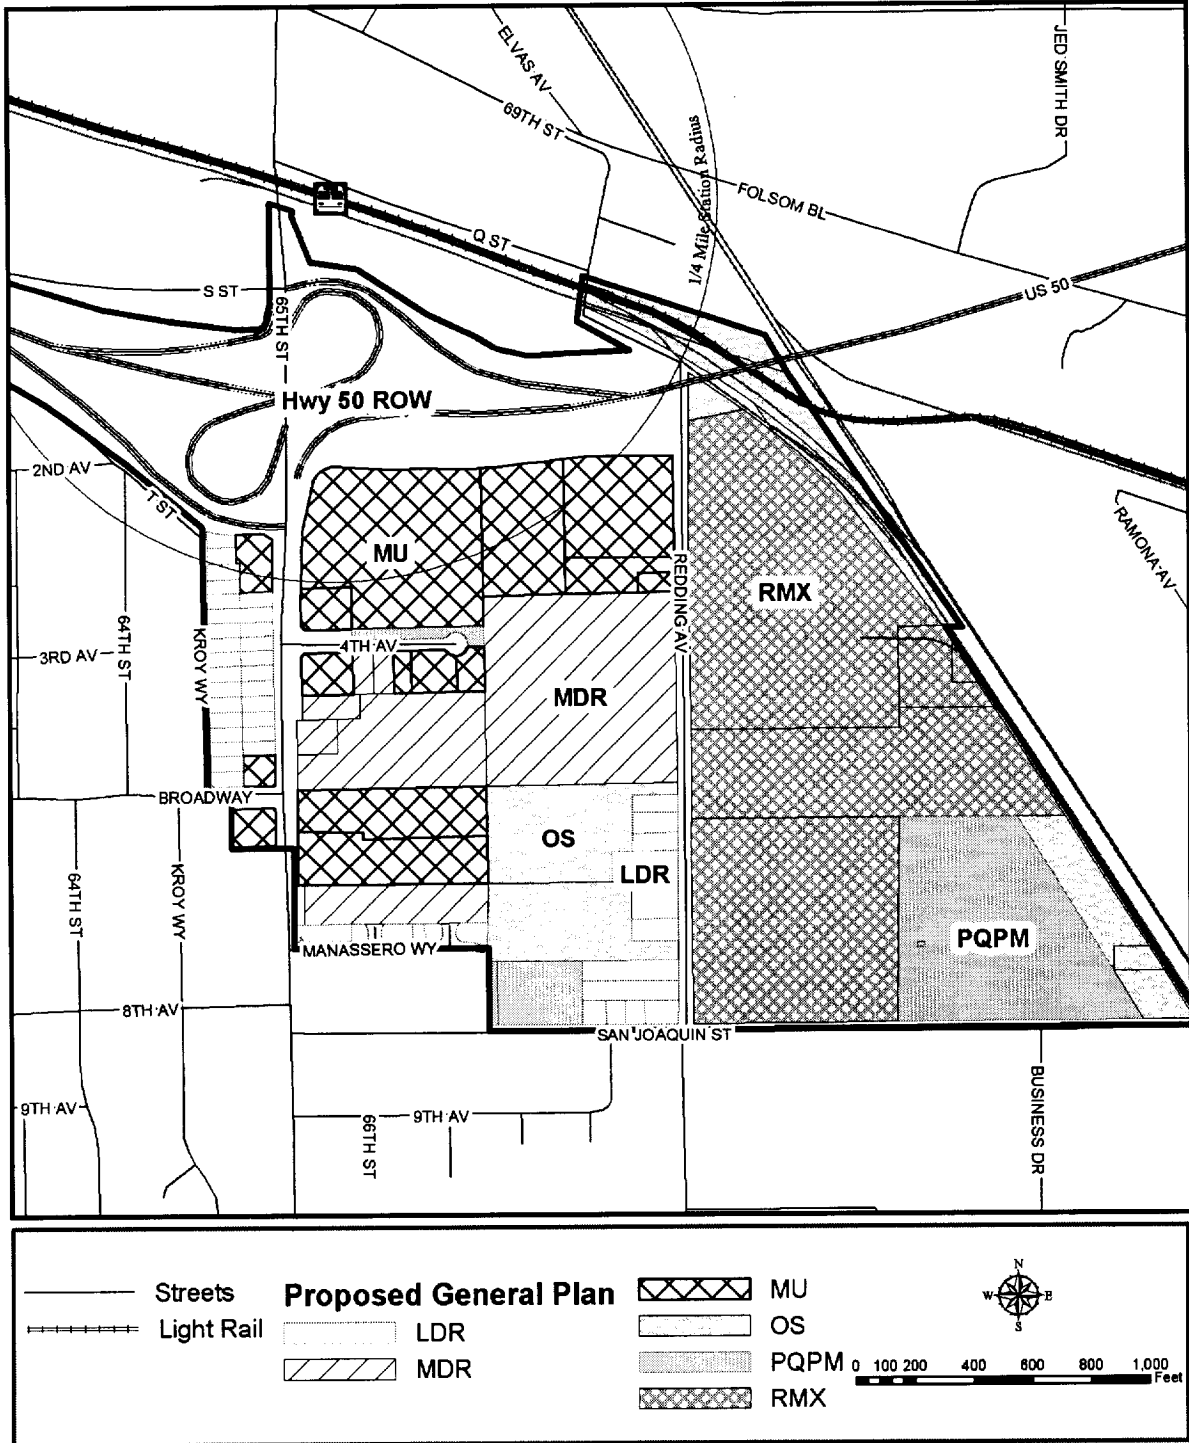 ELVAS AV
JED SMITH DR
69TH ST
1/4 Mile Station Radius
FOLSOM BL
Q ST
S ST
US 50
65TH ST
Hwy 50 ROW
2ND AV
T ST
RAMONA AV
MU
REDDING AV
RMX
64TH ST
KROY WY
4TH AV
3RD AV
MDR
BROADWAY
OS
LDR
64TH ST
KROY WY
PQPM
MANASSERO WY
8TH AV
SAN JOAQUIN ST
9TH AV
66TH ST
9TH AV
BUSINESS DR
Streets
Light Rail
Proposed General Plan
LDR
MDR
MU
OS
PQPM
RMX
N
W E
S
0 100 200 400 600 800 1,000
Feet